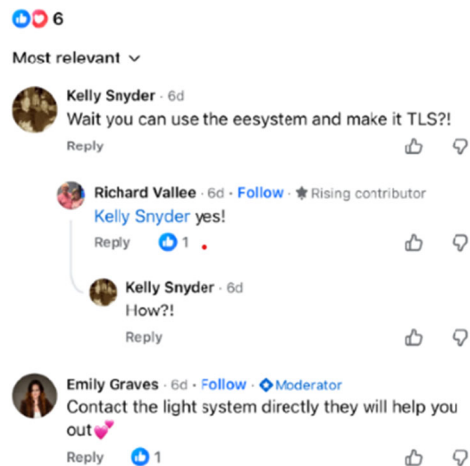 6
Most relevant
Kelly Snyder · 6d
Wait you can use the eesystem and make it TLS?!
Reply
Richard Vallee · 6d · Follow · Rising contributor
Kelly Snyder yes!
Reply 1
Kelly Snyder · 6d
How?!
Reply
Emily Graves · 6d · Follow · Moderator
Contact the light system directly they will help you
out💕
Reply 1